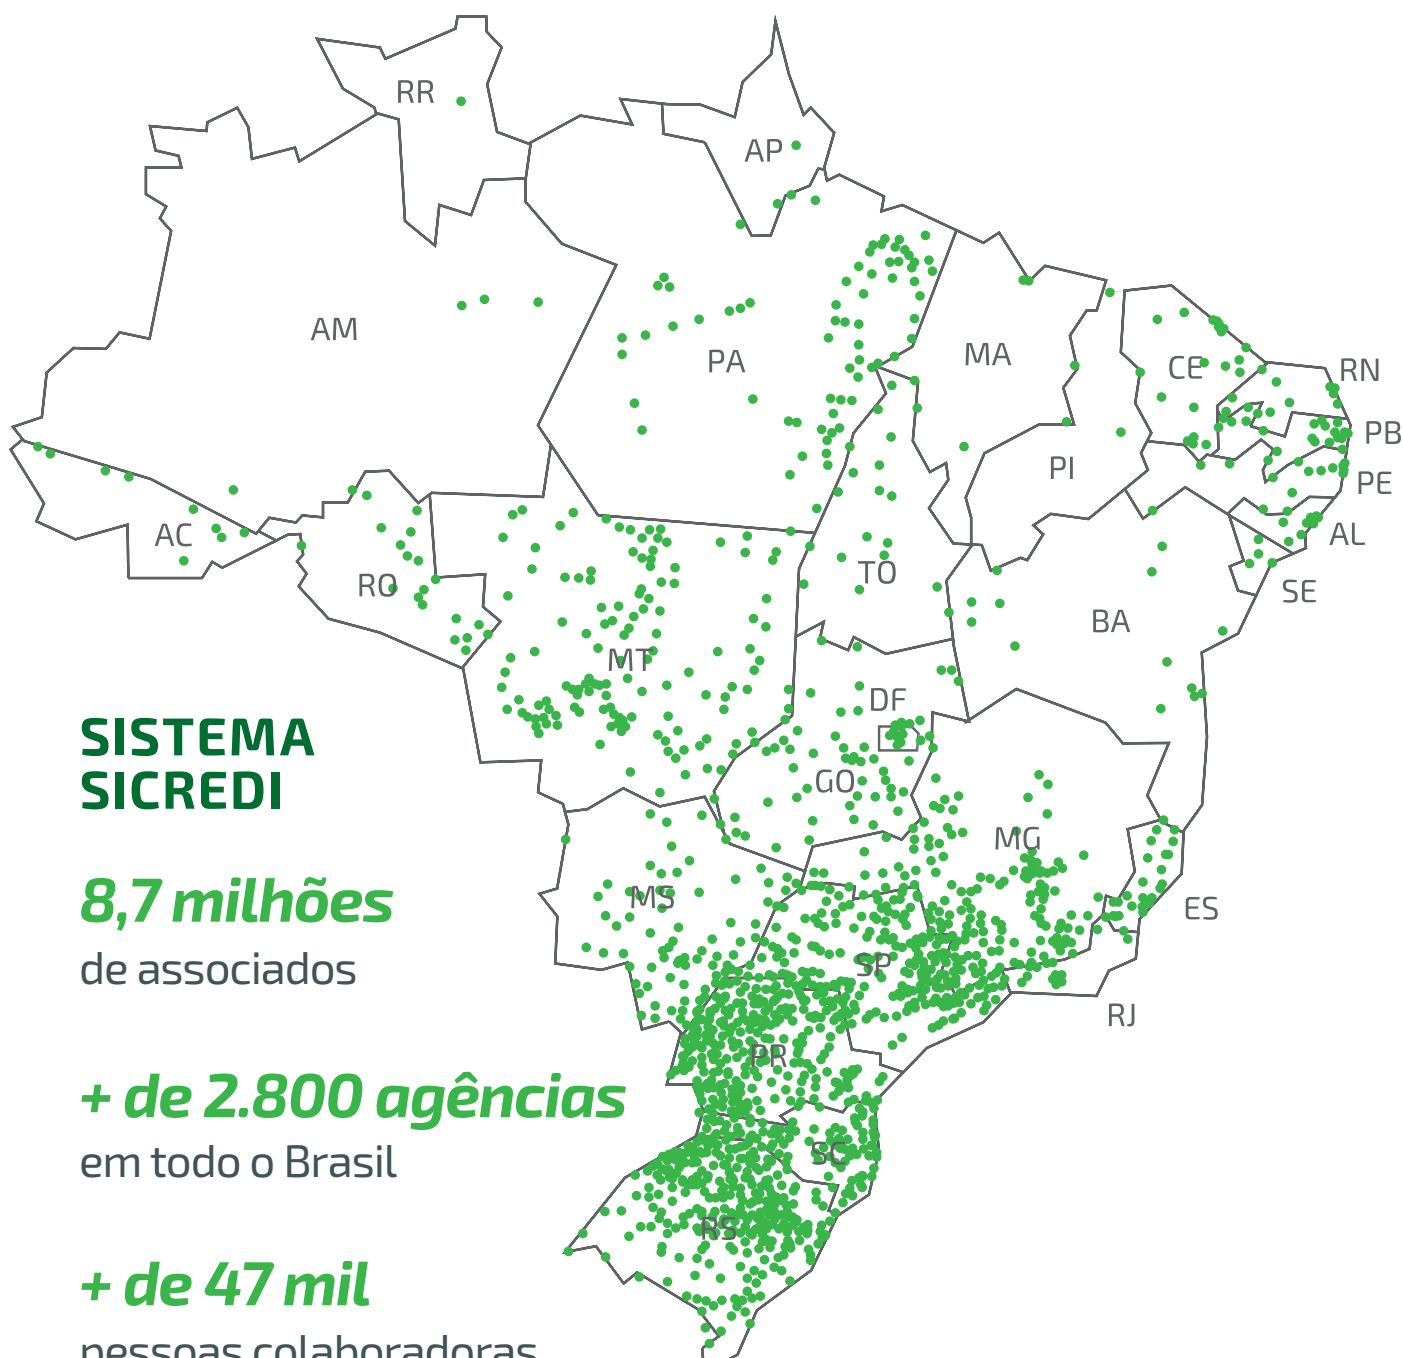 RR
AP
AM
PA
MA
CE
RN
PB
PI
PE
AC
AL
RO
TO
SE
BA
MT
DF
SISTEMA
SICREDI
GO
MG
8,7 milhões
MS
ES
de associados
SP
RJ
PR
+ de 2.800 agências
em todo o Brasil
SC
RS
+ de 47 mil
pessoas colaboradoras